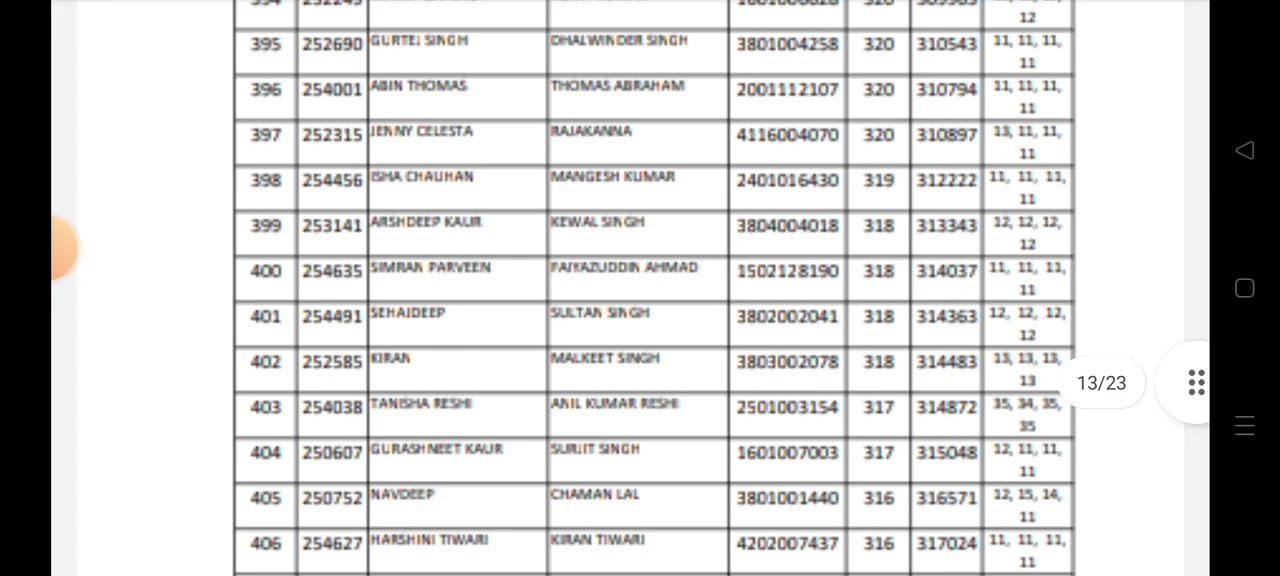 12
395 252690 GURTEJ SINGH DHALWINDER SINGH 3801004258 320 310543 11, 11, 11,
11
396 254001 ABIN THOMAS THOMAS ABRAHAM 2001112107 320 310794 11, 11, 11,
11
397 252315 JENNY CELESTA RAJAKANNA 4116004070 320 310897 13, 11, 11,
11
398 254456 ISHA CHAUHAN MANGESH KUMAR 2401016430 319 312222 11, 11, 11,
11
399 253141 ARSHDEEP KAUR KEWAL SINGH 3804004018 318 313343 12, 12, 12,
12
400 254635 SIMRAN PARVEEN FAIYAZUDDIN AHMAD 1502128190 318 314037 11, 11, 11,
11
401 254491 SEHAJDEEP SULTAN SINGH 3802002041 318 314363 12, 12, 12,
12
402 252585 KIRAN MALKEET SINGH 3803002078 318 314483 13, 13, 13,
13
13/23
403 254038 TANISHA RESHI ANIL KUMAR RESHI 2501003154 317 314872 35, 34, 35,
35
404 250607 GURASHNEET KAUR SURJIT SINGH 1601007003 317 315048 12, 11, 11,
11
405 250752 NAVDEEP CHAMAN LAL 3801001440 316 316571 12, 15, 14,
11
406 254627 HARSHINI TIWARI KIRAN TIWARI 4202007437 316 317024 11, 11, 11,
11